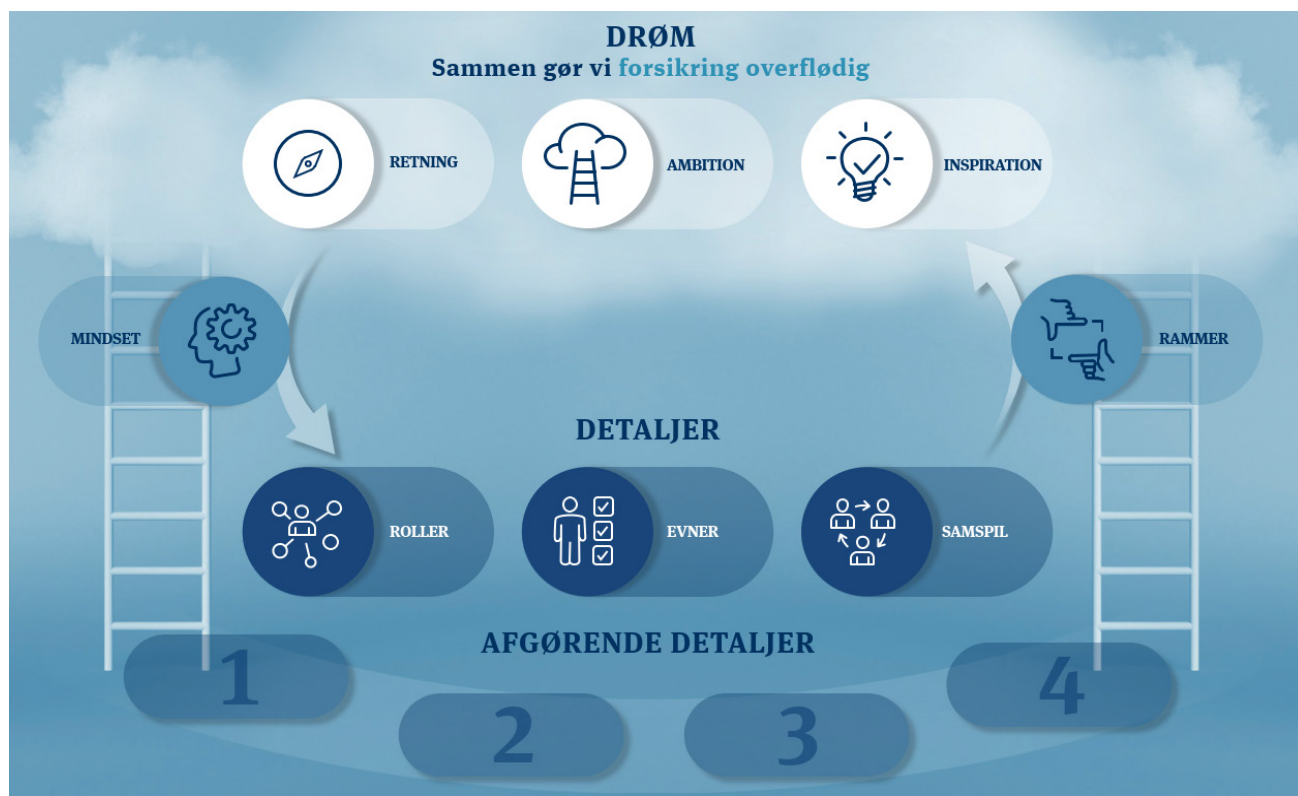 DRØM
Sammen gør vi forsikring overflødig
RETNING
AMBITION
INSPIRATION
MINDSET
RAMMER
DETALJER
ROLLER
EVNER
SAMSPIL
AFGØRENDE DETALJER
1
2
3
4